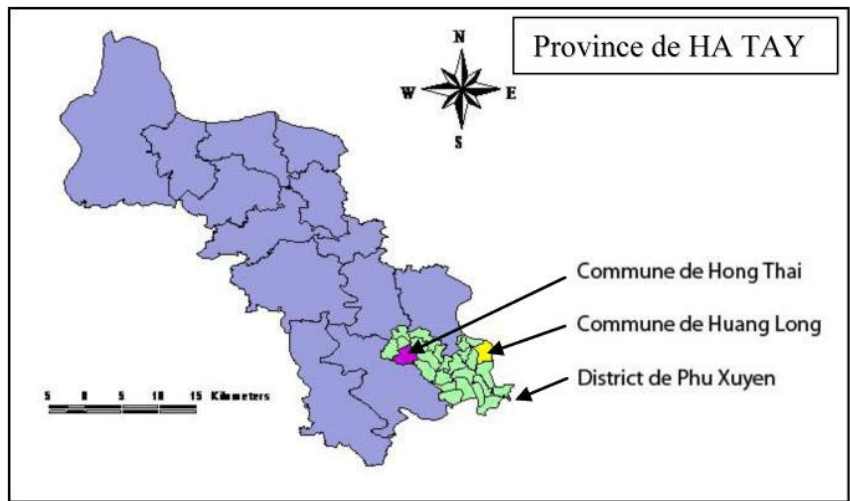 Province de HA TAY
N
W E
S
Commune de Hong Thai
Commune de Huang Long
District de Phu Xuyen
5 0 5 10 15 Kilometers